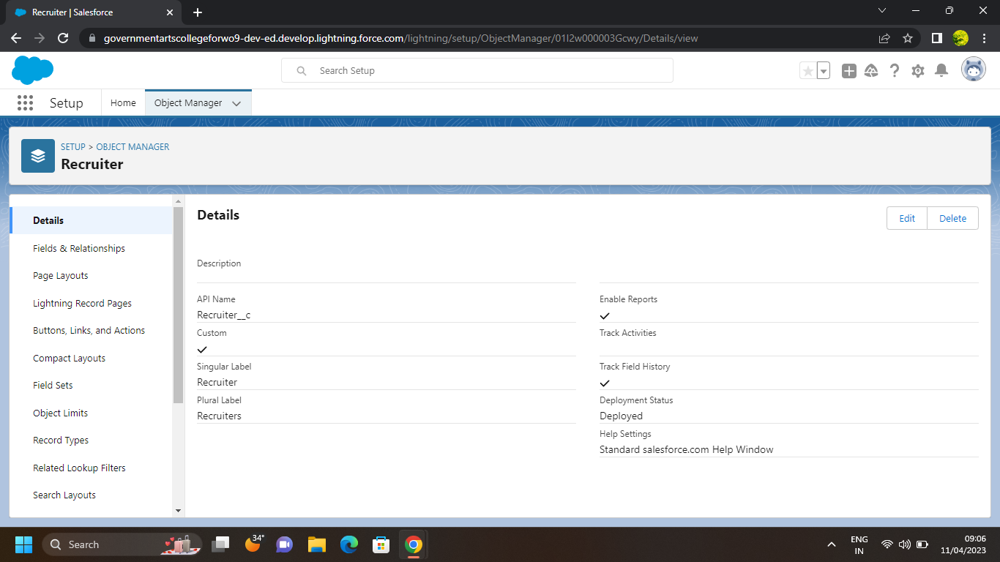 Recruiter | Salesforce
governmentartscollegeforwo9-dev-ed.develop.lightning.force.com/lightning/setup/ObjectManager/01I2w000003Gcwy/Details/view
Search Setup
Setup
Home
Object Manager
SETUP > OBJECT MANAGER
Recruiter
Details
Fields & Relationships
Page Layouts
Lightning Record Pages
Buttons, Links, and Actions
Compact Layouts
Field Sets
Object Limits
Record Types
Related Lookup Filters
Search Layouts
Details
Edit
Delete
Description
API Name
Recruiter__c
Custom
Singular Label
Recruiter
Plural Label
Recruiters
Enable Reports
Track Activities
Track Field History
Deployment Status
Deployed
Help Settings
Standard salesforce.com Help Window
Search
34°
ENG
IN
09:06
11/04/2023